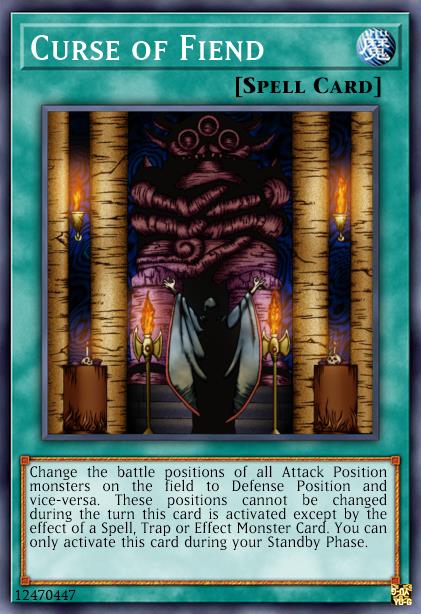 Curse of Fiend
[Spell Card]
Change the battle positions of all Attack Position
monsters on the field to Defense Position and
vice-versa. These positions cannot be changed
during the turn this card is activated except by the
effect of a Spell, Trap or Effect Monster Card. You can
only activate this card during your Standby Phase.
12470447